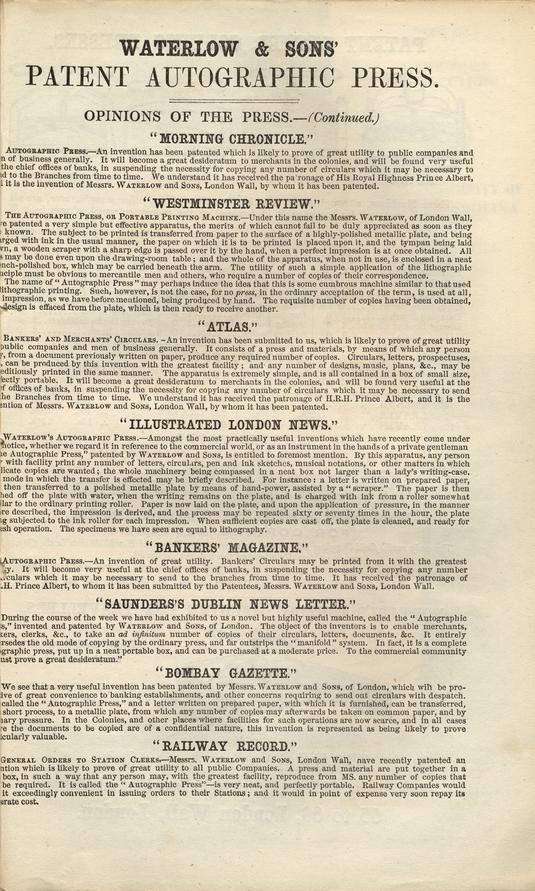 WATERLOW & SONS'
PATENT AUTOGRAPHIC PRESS.
OPINIONS OF THE PRESS.—(Continued.)
"MORNING CHRONICLE."
AUTOGRAPHIC PRESS.—An invention has been patented which is likely to prove of great utility to public companies and
n of business generally. It will become a great desideratum to merchants in the colonies, and will be found very useful
the chief offices of banks, in suspending the necessity for copying any number of circulars which it may be necessary to
d to the Branches from time to time. We understand it has received the patronage of His Royal Highness Prince Albert,
it is the invention of Messrs. WATERLOW and SONS, London Wall, by whom it has been patented.
"WESTMINSTER REVIEW."
THE AUTOGRAPHIC PRESS, OR PORTABLE PRINTING MACHINE.—Under this name the Messrs. WATERLOW, of London Wall,
e patented a very simple but effective apparatus, the merits of which cannot fail to be duly appreciated as soon as they
known. The subject to be printed is transferred from paper to the surface of a highly-polished metallic plate, and being
rged with ink in the usual manner, the paper on which it is to be printed is placed upon it, and the tympan being laid
vn, a wooden scraper with a sharp edge is passed over it by the hand, when a perfect impression is at once obtained. All
s may be done even upon the drawing-room table; and the whole of the apparatus, when not in use, is enclosed in a neat
nch-polished box, which may be carried beneath the arm. The utility of such a simple application of the lithographic
nciple must be obvious to mercantile men and others, who require a number of copies of their correspondence.
The name of "Autographic Press" may perhaps induce the idea that this is some cumbrous machine similar to that used
lithographic printing. Such, however, is not the case, for no press, in the ordinary acceptation of the term, is used at all,
impression, as we have before mentioned, being produced by hand. The requisite number of copies having been obtained,
design is effaced from the plate, which is then ready to receive another.
"ATLAS."
BANKERS' AND MERCHANTS' CIRCULARS.—An invention has been submitted to us, which is likely to prove of great utility
public companies and men of business generally. It consists of a press and materials, by means of which any person
y, from a document previously written on paper, produce any required number of copies. Circulars, letters, prospectuses,
, can be produced by this invention with the greatest facility; and any number of designs, music, plans, &c., may be
editiously printed in the same manner. The apparatus is extremely simple, and is all contained in a box of small size,
ectly portable. It will become a great desideratum to merchants in the colonies, and will be found very useful at the
f offices of banks, in suspending the necessity for copying any number of circulars which it may be necessary to send
he Branches from time to time. We understand it has received the patronage of H.R.H. Prince Albert, and it is the
ention of Messrs. WATERLOW and SONS, London Wall, by whom it has been patented.
"ILLUSTRATED LONDON NEWS."
WATERLOW'S AUTOGRAPHIC PRESS.—Amongst the most practically useful inventions which have recently come under
notice, whether we regard it in reference to the commercial world, or as an instrument in the hands of a private gentleman
e Autographic Press," patented by WATERLOW and SONS, is entitled to foremost mention. By this apparatus, any person
with facility print any number of letters, circulars, pen and ink sketches, musical notations, or other matters in which
licate copies are wanted; the whole machinery being compassed in a neat box not larger than a lady's writing-case.
mode in which the transfer is effected may be briefly described. For instance: a letter is written on prepared paper,
then transferred to a polished metallic plate by means of hand-power, assisted by a "scraper." The paper is then
hed off the plate with water, when the writing remains on the plate, and is charged with ink from a roller somewhat
lar to the ordinary printing roller. Paper is now laid on the plate, and upon the application of pressure, in the manner
re described, the impression is derived, and the process may be repeated sixty or seventy times in the hour, the plate
g subjected to the ink roller for each impression. When sufficient copies are cast off, the plate is cleaned, and ready for
esh operation. The specimens we have seen are equal to lithography.
"BANKERS' MAGAZINE."
AUTOGRAPHIC PRESS.—An invention of great utility. Bankers' Circulars may be printed from it with the greatest
y. It will become very useful at the chief offices of banks, in suspending the necessity for copying any number
rculars which it may be necessary to send to the branches from time to time. It has received the patronage of
.H. Prince Albert, to whom it has been submitted by the Patentees, Messrs. WATERLOW and SONS, London Wall.
"SAUNDERS'S DUBLIN NEWS LETTER."
During the course of the week we have had exhibited to us a novel but highly useful machine, called the "Autographic
s," invented and patented by WATERLOW and SONS, of London. The object of the inventors is to enable merchants,
kers, clerks, &c., to take an ad infinitum number of copies of their circulars, letters, documents, &c. It entirely
rsedes the old mode of copying by the ordinary press, and far outstrips the "manifold" system. In fact, it is a complete
graphic press, put up in a neat portable box, and can be purchased at a moderate price. To the commercial community
ust prove a great desideratum."
"BOMBAY GAZETTE."
We see that a very useful invention has been patented by Messrs. WATERLOW and SONS, of London, which will be pro-
ive of great convenience to banking establishments, and other concerns requiring to send out circulars with despatch.
called the "Autographic Press," and a letter written on prepared paper, with which it is furnished, can be transferred,
short process, to a metallic plate, from which any number of copies may afterwards be taken on common paper, and by
nary pressure. In the Colonies, and other places where facilities for such operations are now scarce, and in all cases
re the documents to be copied are of a confidential nature, this invention is represented as being likely to prove
cularly valuable.
"RAILWAY RECORD."
GENERAL ORDERS TO STATION CLERKS.—Messrs. WATERLOW and SONS, London Wall, have recently patented an
ntion which is likely to prove of great utility to all public Companies. A press and material are put together in a
box, in such a way that any person may, with the greatest facility, reproduce from MS. any number of copies that
be required. It is called the "Autographic Press"—is very neat, and perfectly portable. Railway Companies would
it exceedingly convenient in issuing orders to their Stations; and it would in point of expense very soon repay its
erate cost.